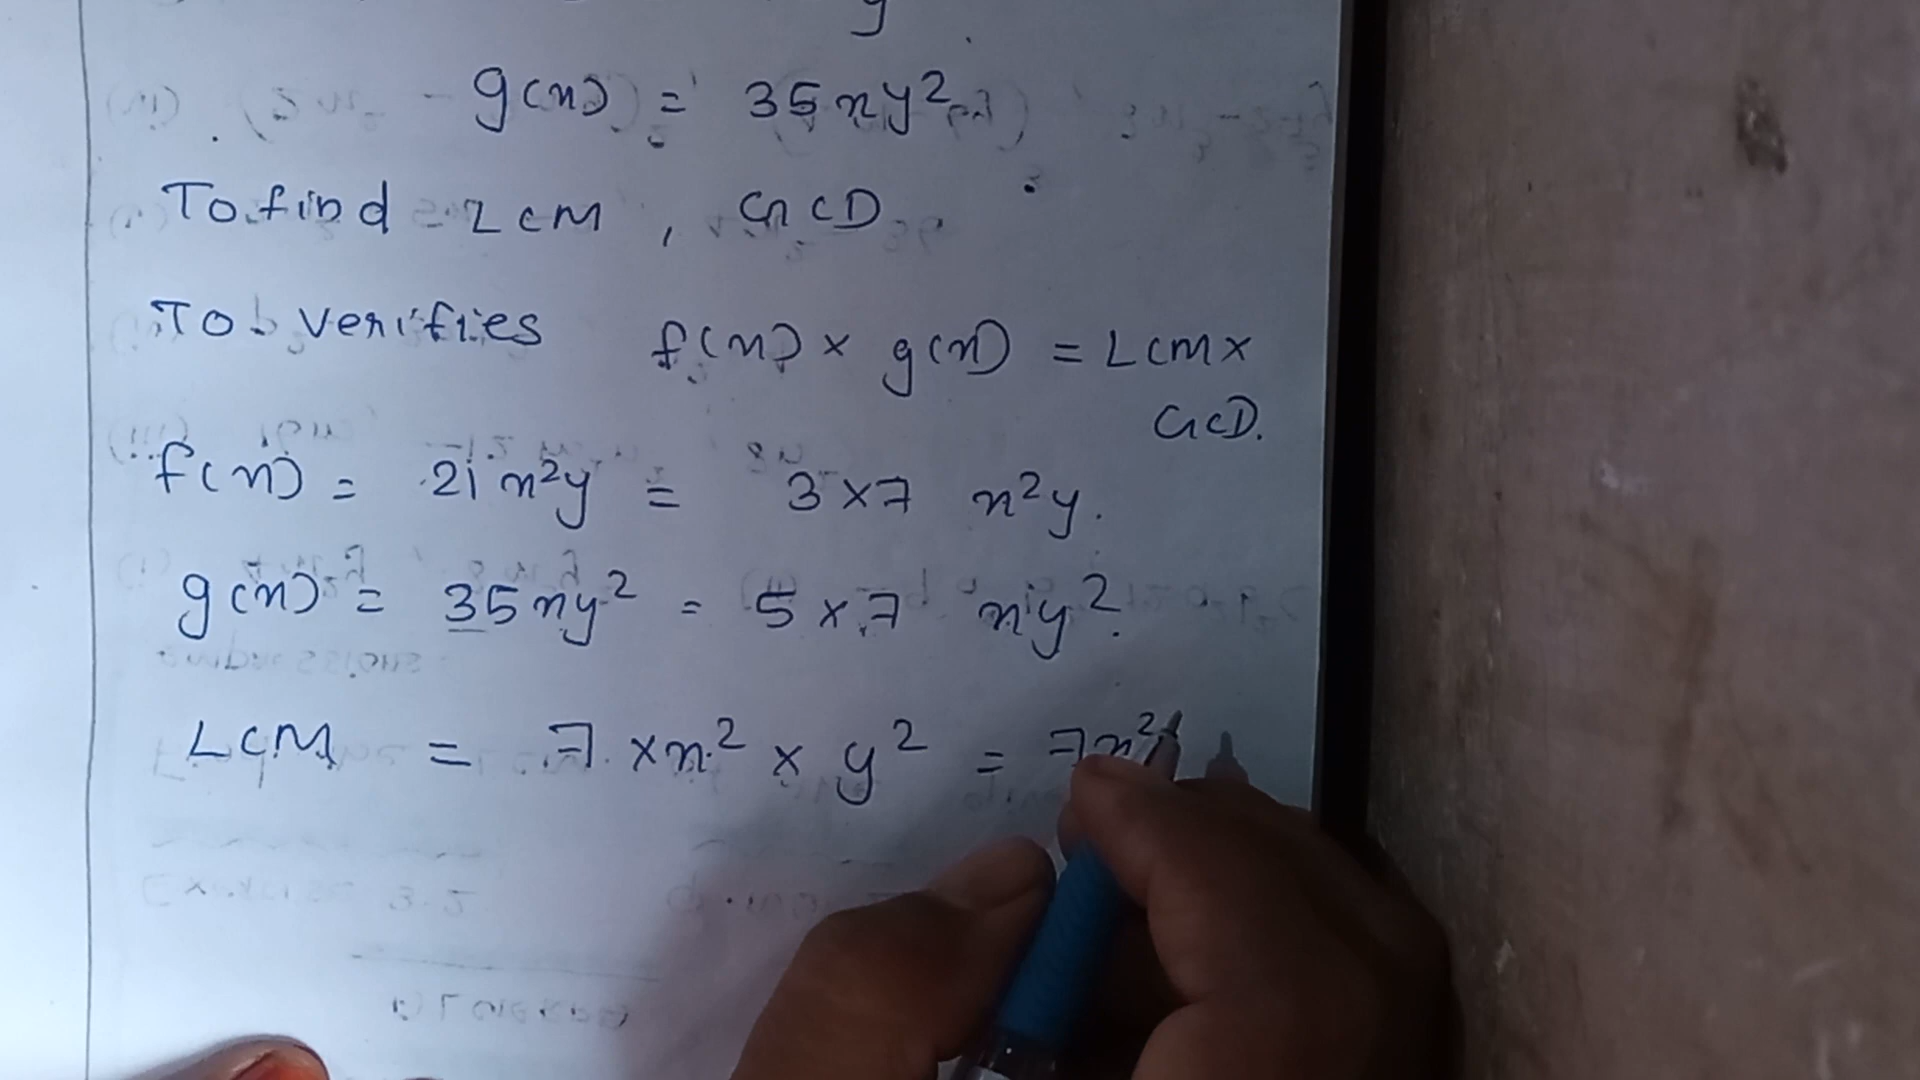 y
g(x) = 35xy²
To find LCM, GCD
To verifies f(x) × g(x) = LCM×
GCD.
f(x) = 21x²y = 3×7 x²y.
g(x) = 35xy² = 5×7 x¹y².
LCM = 7 × x² × y² = 7x²